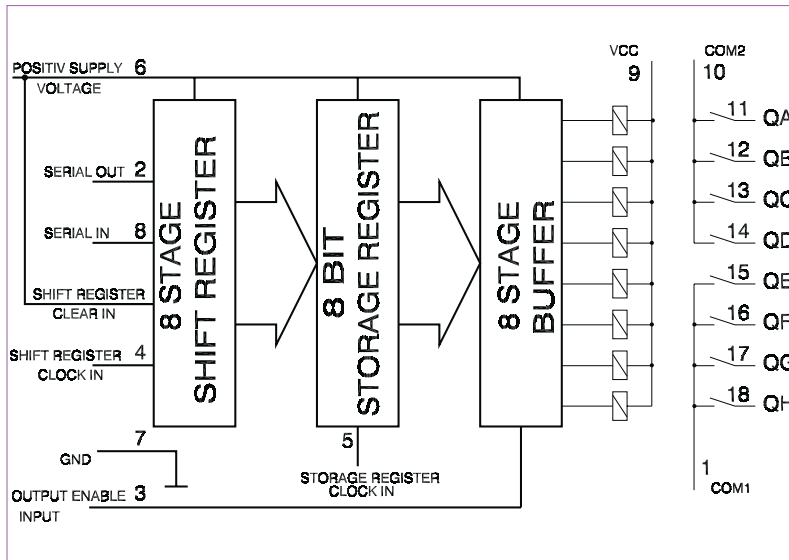 POSITIV SUPPLY 6
VOLTAGE
SERIAL OUT 2
SERIAL IN 8
SHIFT REGISTER
CLEAR IN
SHIFT REGISTER 4
CLOCK IN
7
GND
OUTPUT ENABLE 3
INPUT
8 STAGE
SHIFT REGISTER
8 BIT
STORAGE REGISTER
5
STORAGE REGISTER
CLOCK IN
8 STAGE
BUFFER
VCC
9
COM2
10
11 QA
12 QB
13 QC
14 QD
15 QE
16 QF
17 QG
18 QH
1
COM1